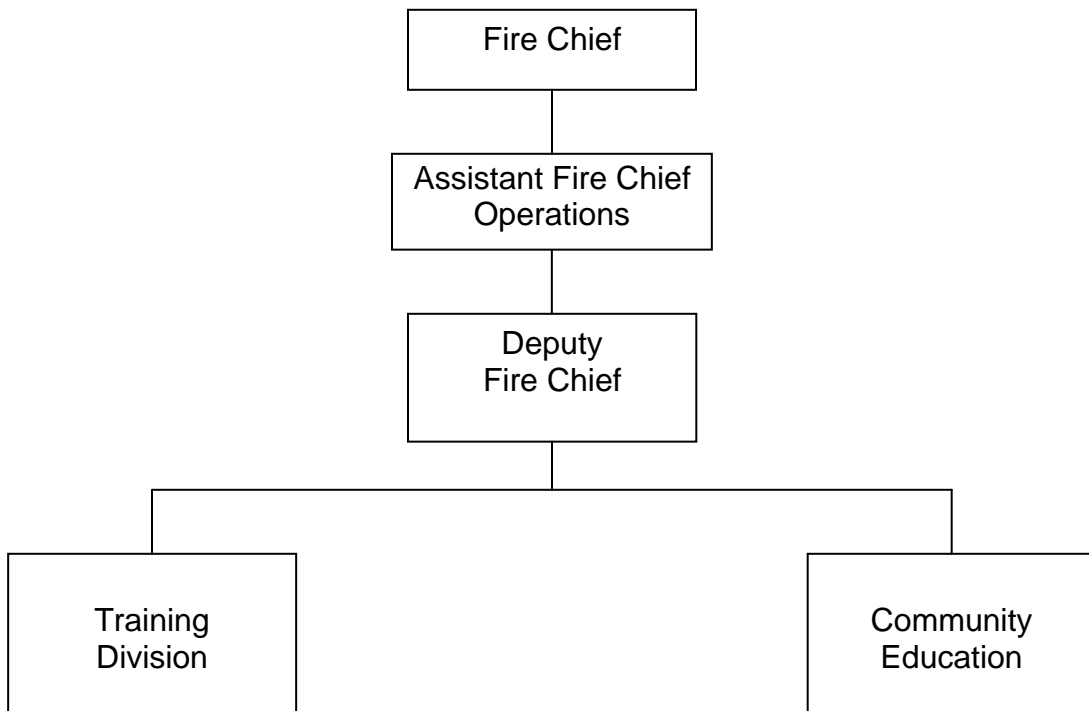 Fire Chief
Assistant Fire Chief
Operations
Deputy
Fire Chief
Training
Division
Community
Education